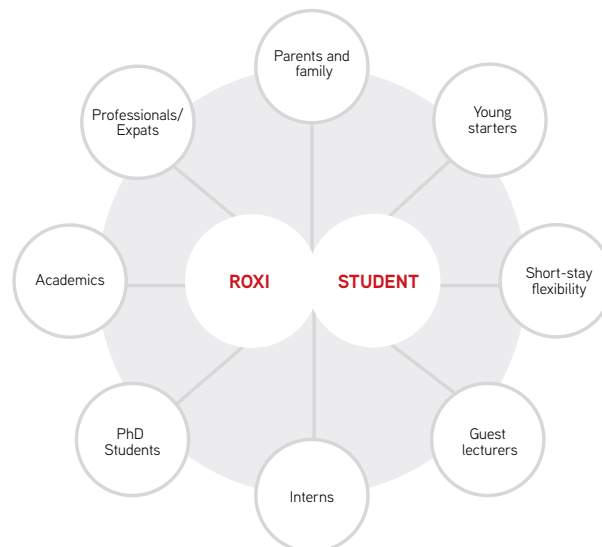 Parents and
family
Professionals/
Expats
Young
starters
Academics
ROXI
STUDENT
Short-stay
flexibility
PhD
Students
Guest
lecturers
Interns